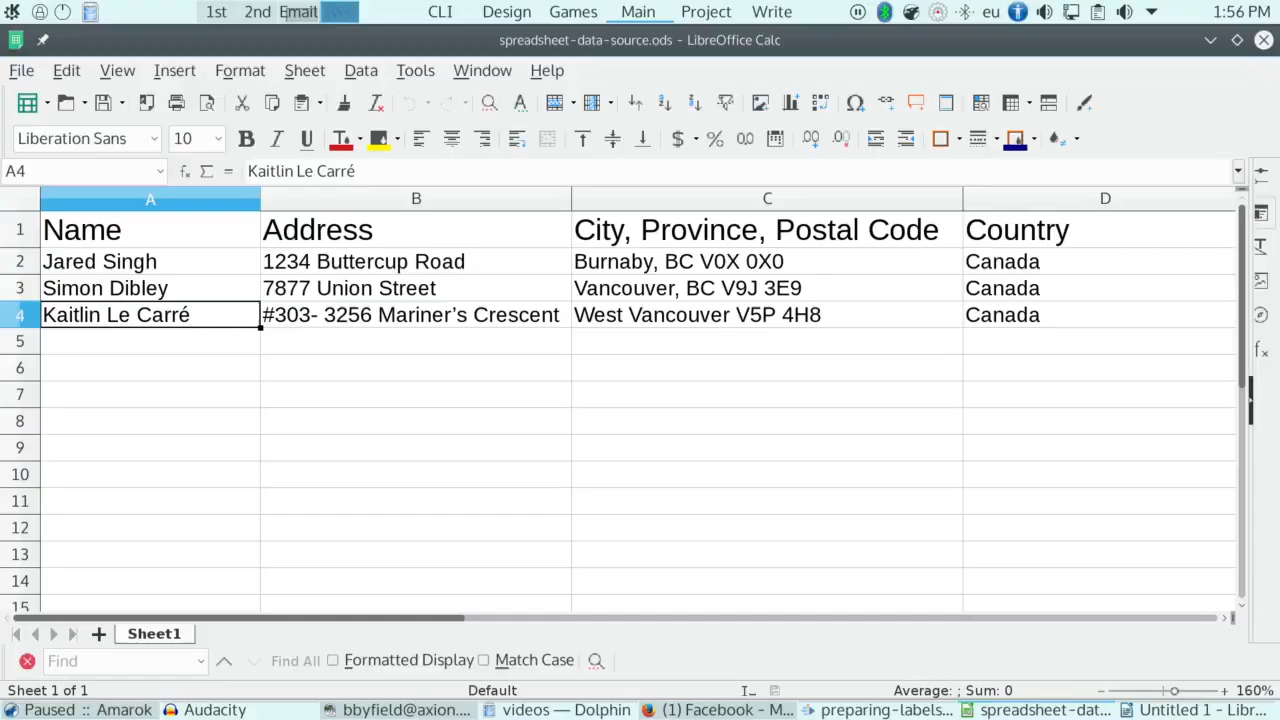 1st 2nd Email CLI Design Games Main Project Write eu 1:56 PM
spreadsheet-data-source.ods - LibreOffice Calc
File Edit View Insert Format Sheet Data Tools Window Help
Liberation Sans 10
A4 Kaitlin Le Carré
A B C D
1 Name Address City, Province, Postal Code Country
2 Jared Singh 1234 Buttercup Road Burnaby, BC V0X 0X0 Canada
3 Simon Dibley 7877 Union Street Vancouver, BC V9J 3E9 Canada
4 Kaitlin Le Carré #303- 3256 Mariner’s Crescent West Vancouver V5P 4H8 Canada
5
6
7
8
9
10
11
12
13
14
15
Sheet1
Find Find All Formatted Display Match Case
Sheet 1 of 1 Default Average: ; Sum: 0 160%
Paused :: Amarok Audacity bbyfield@axion.... videos — Dolphin (1) Facebook - M... preparing-labels... spreadsheet-dat... Untitled 1 - Libr...